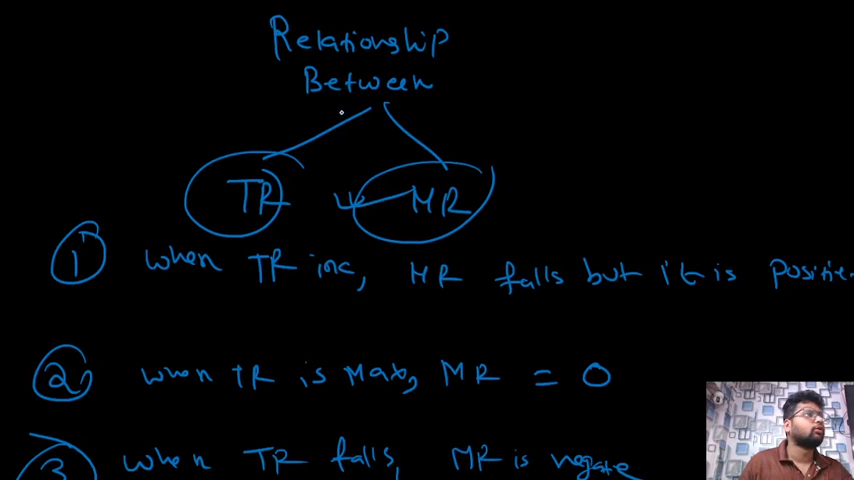 Relationship
Between
TR MR
1 when TR inc, MR falls but it is positive
2 when TR is Max, MR = 0
3 when TR falls, MR is negate